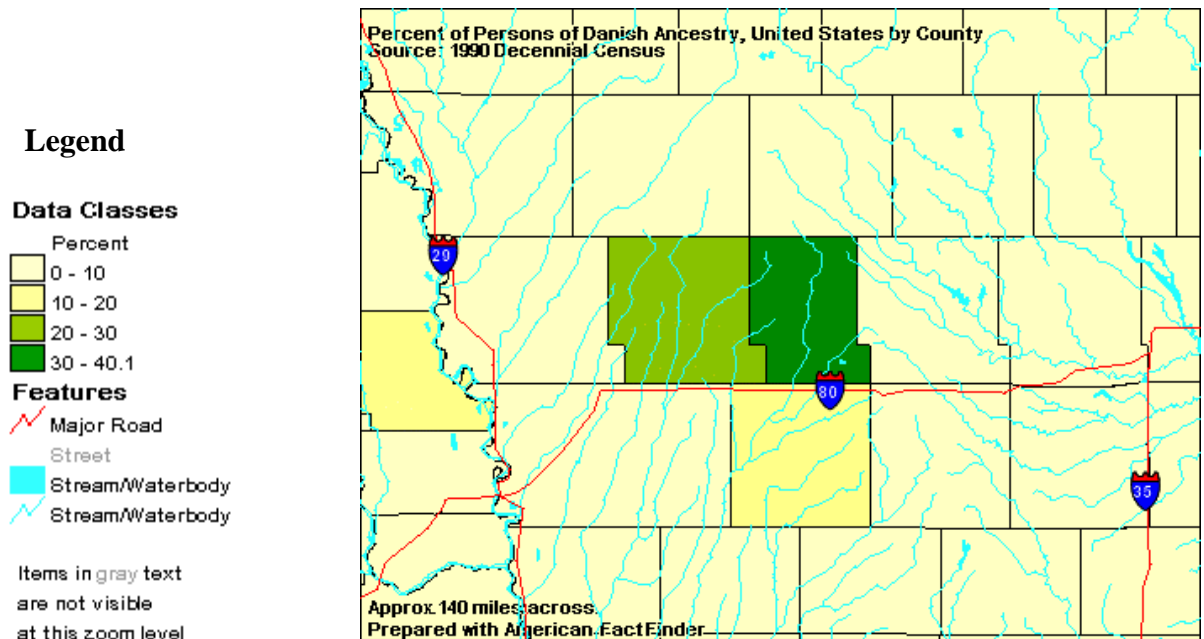 Percent of Persons of Danish Ancestry, United States by County
Source: 1990 Decennial Census
Legend
Data Classes
Percent
0 - 10
10 - 20
20 - 30
30 - 40.1
Features
Major Road
Street
Stream/Waterbody
Stream/Waterbody
Items in gray text
are not visible
at this zoom level
29
80
35
Approx. 140 miles across.
Prepared with American FactFinder